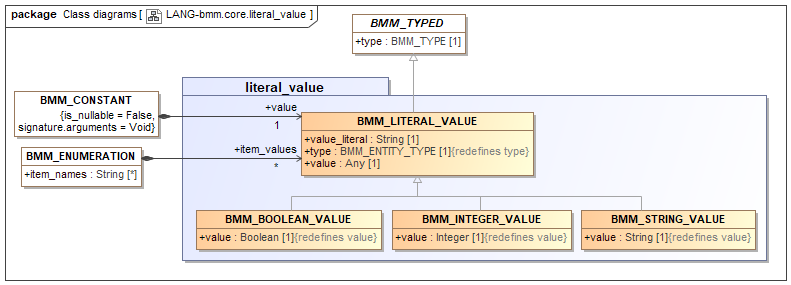 package Class diagrams [ LANG-bmm.core.literal_value ]
BMM_TYPED
+type : BMM_TYPE [1]
literal_value
BMM_CONSTANT
{is_nullable = False,
signature.arguments = Void}
+value
1
BMM_LITERAL_VALUE
+value_literal : String [1]
+type : BMM_ENTITY_TYPE [1]{redefines type}
+value : Any [1]
BMM_ENUMERATION
+item_names : String [*]
+item_values
*
BMM_BOOLEAN_VALUE
+value : Boolean [1]{redefines value}
BMM_INTEGER_VALUE
+value : Integer [1]{redefines value}
BMM_STRING_VALUE
+value : String [1]{redefines value}